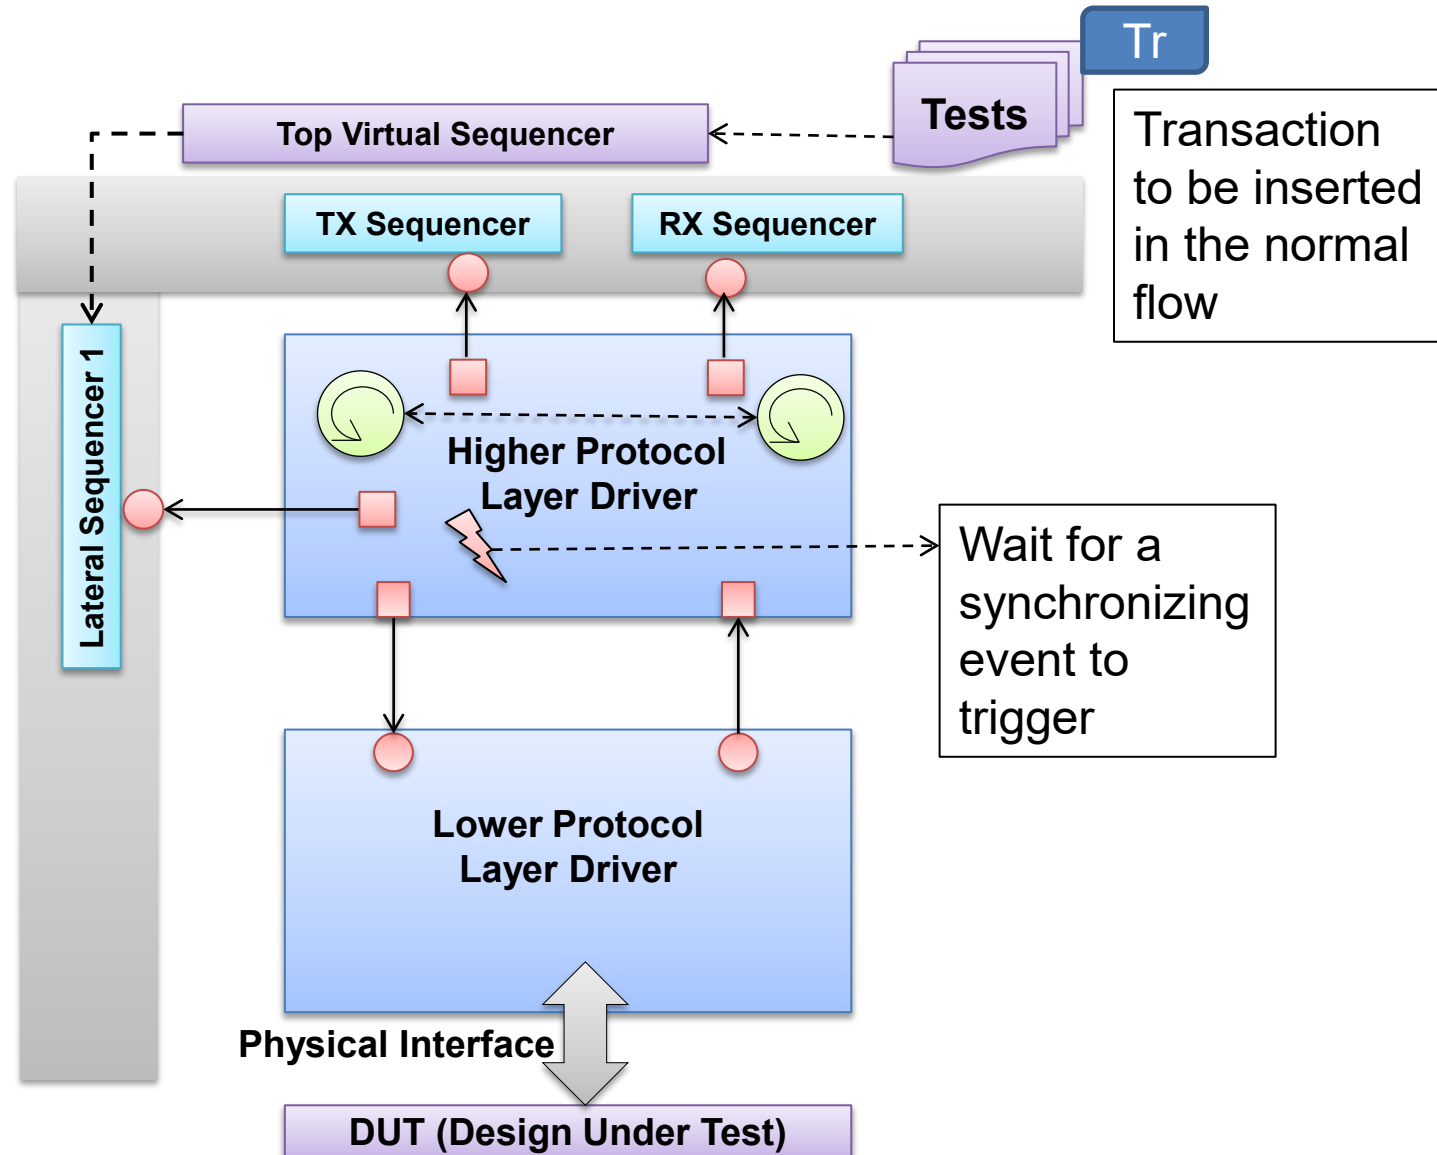 Tr
Tests
Transaction
to be inserted
in the normal
flow
Top Virtual Sequencer
TX Sequencer
RX Sequencer
Lateral Sequencer 1
Higher Protocol
Layer Driver
Wait for a
synchronizing
event to
trigger
Lower Protocol
Layer Driver
Physical Interface
DUT (Design Under Test)